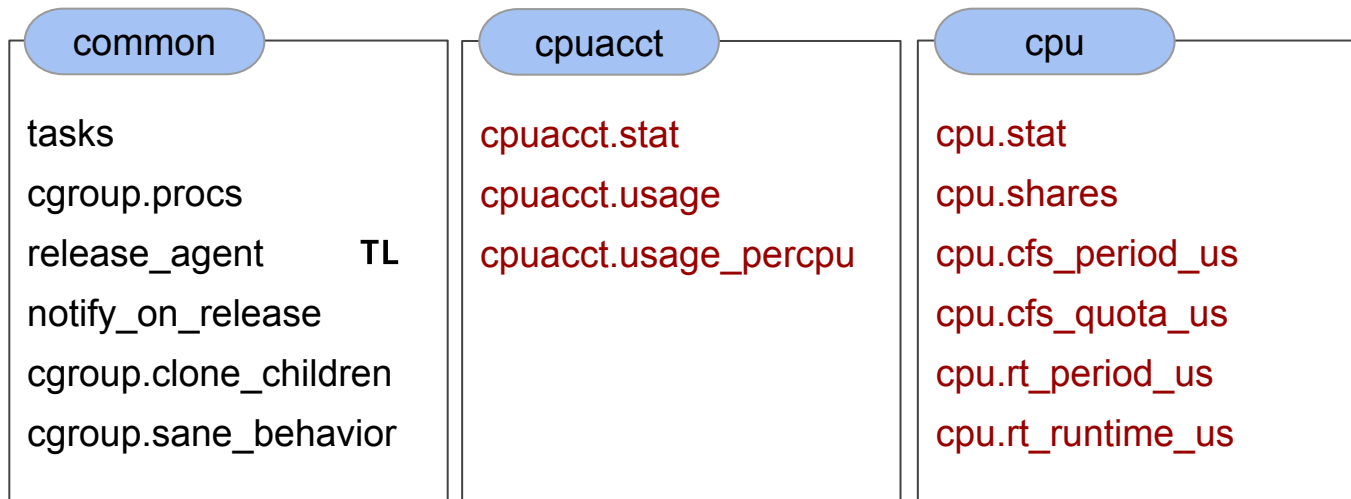 common
tasks
cgroup.procs
release_agent TL
notify_on_release
cgroup.clone_children
cgroup.sane_behavior
cpuacct
cpuacct.stat
cpuacct.usage
cpuacct.usage_percpu
cpu
cpu.stat
cpu.shares
cpu.cfs_period_us
cpu.cfs_quota_us
cpu.rt_period_us
cpu.rt_runtime_us